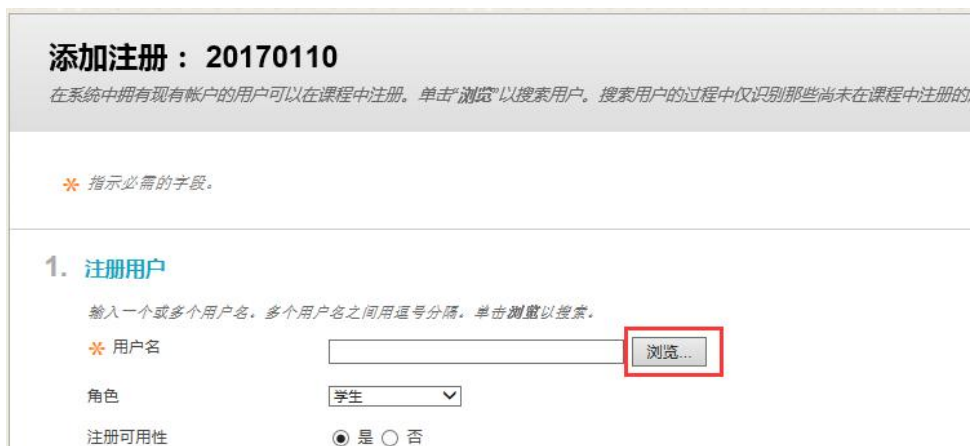 添加注册： 20170110
在系统中拥有现有帐户的用户可以在课程中注册。单击“浏览”以搜索用户。搜索用户的过程中仅识别那些尚未在课程中注册的
指示必需的字段。
1. 注册用户
输入一个或多个用户名。多个用户名之间用逗号分隔。单击浏览以搜索。
用户名 浏览...
角色 学生
注册可用性 是 否